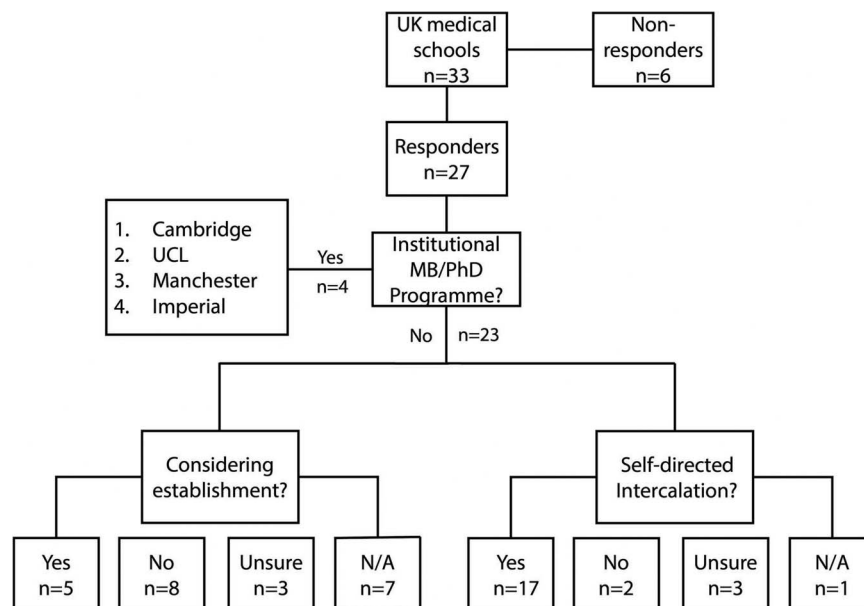 UK medical
schools
n=33
Non-
responders
n=6
Responders
n=27
1. Cambridge
2. UCL
3. Manchester
4. Imperial
Yes
n=4
Institutional
MB/PhD
Programme?
No n=23
Considering
establishment?
Self-directed
Intercalation?
Yes
n=5
No
n=8
Unsure
n=3
N/A
n=7
Yes
n=17
No
n=2
Unsure
n=3
N/A
n=1